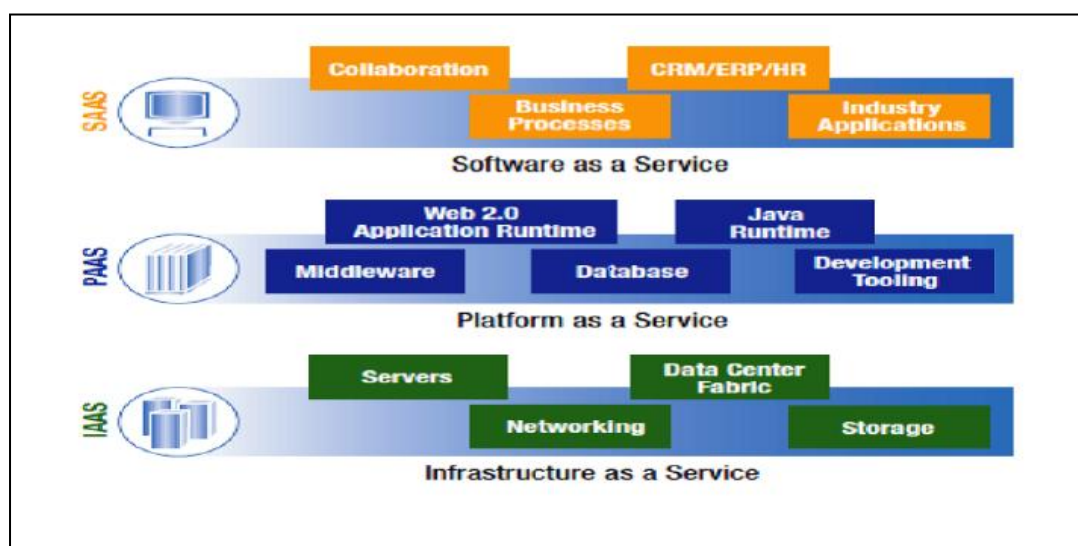 SAAS
Collaboration
CRM/ERP/HR
Business
Processes
Industry
Applications
Software as a Service
PAAS
Web 2.0
Application Runtime
Java
Runtime
Middleware
Database
Development
Tooling
Platform as a Service
IAAS
Servers
Data Center
Fabric
Networking
Storage
Infrastructure as a Service